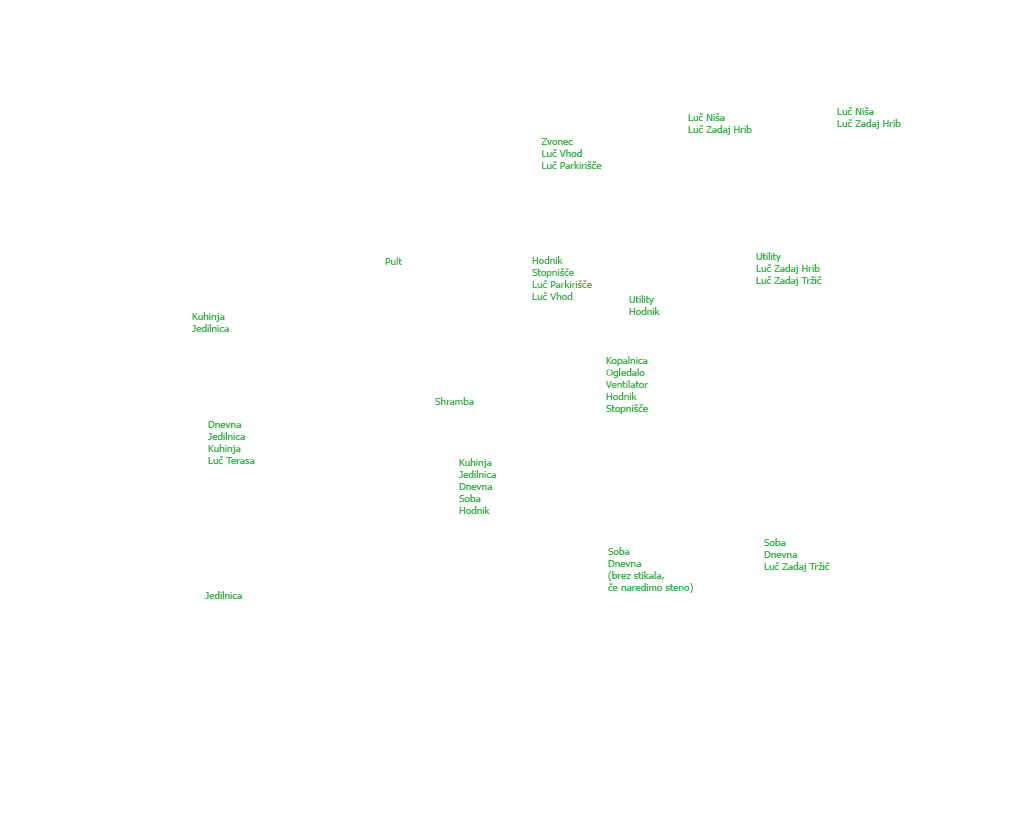 Luč Niša
Luč Zadaj Hrib
Luč Niša
Luč Zadaj Hrib
Zvonec
Luč Vhod
Luč Parkirišče
Pult
Hodnik
Stopnišče
Luč Parkirišče
Luč Vhod
Utility
Luč Zadaj Hrib
Luč Zadaj Tržič
Utility
Hodnik
Kuhinja
Jedilnica
Kopalnica
Ogledalo
Ventilator
Hodnik
Stopnišče
Shramba
Dnevna
Jedilnica
Kuhinja
Luč Terasa
Kuhinja
Jedilnica
Dnevna
Soba
Hodnik
Soba
Dnevna
(brez stikala,
če naredimo steno)
Soba
Dnevna
Luč Zadaj Tržič
Jedilnica